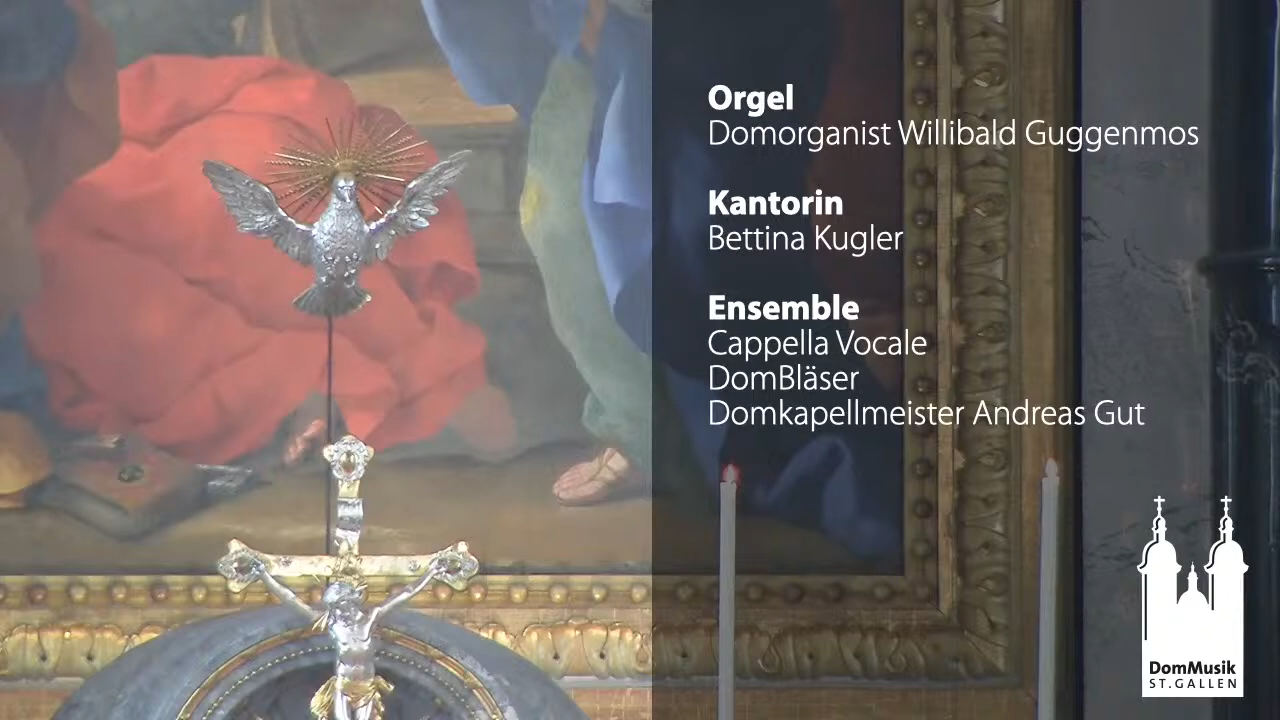 Orgel
Domorganist Willibald Guggenmos
Kantorin
Bettina Kugler
Ensemble
Cappella Vocale
DomBläser
Domkapellmeister Andreas Gut
DomMusik
ST.GALLEN